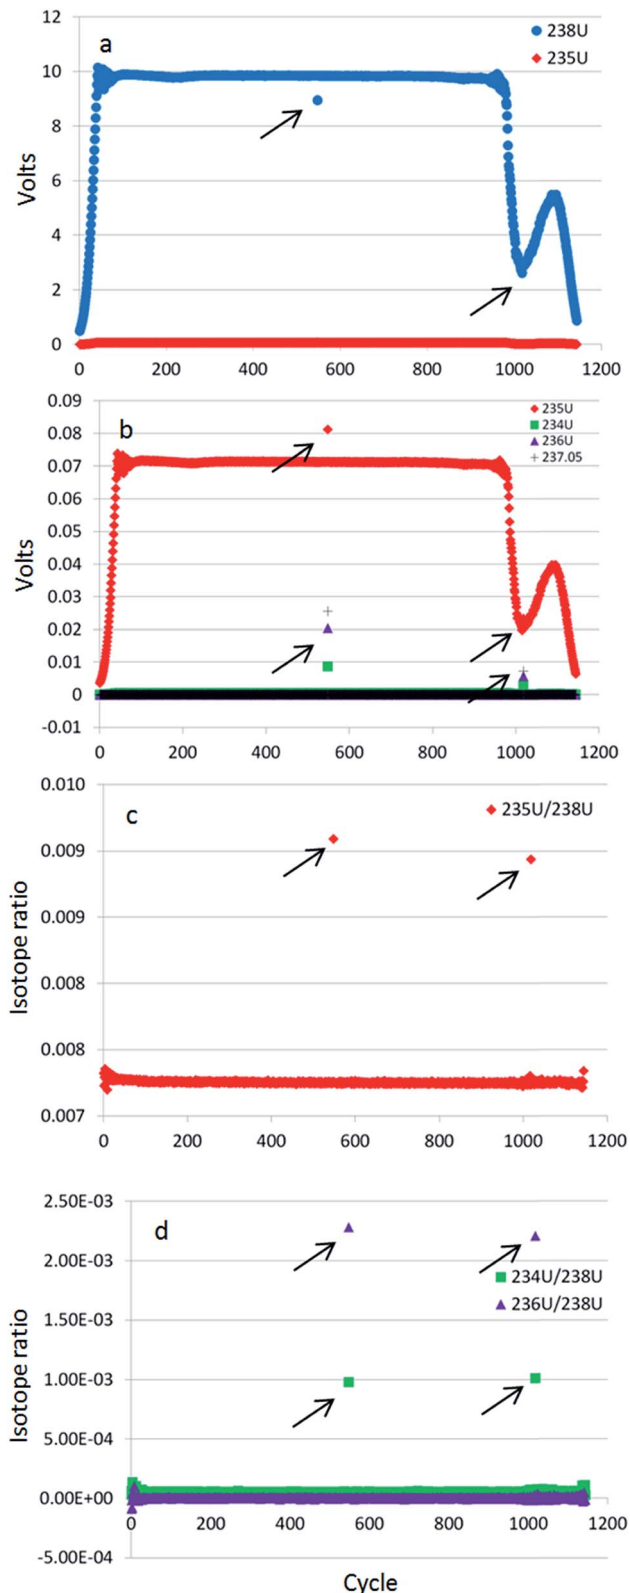 a
238U
235U
12
10
8
6
4
2
0
Volts
0 200 400 600 800 1000 1200
b
235U
234U
236U
237.05
0.09
0.08
0.07
0.06
0.05
0.04
0.03
0.02
0.01
0
-0.01
Volts
0 200 400 600 800 1000 1200
c
235U/238U
0.010
0.009
0.009
0.008
0.008
0.007
Isotope ratio
0 200 400 600 800 1000 1200
d
234U/238U
236U/238U
2.50E-03
2.00E-03
1.50E-03
1.00E-03
5.00E-04
0.00E+00
-5.00E-04
Isotope ratio
0 200 400 600 800 1000 1200
Cycle